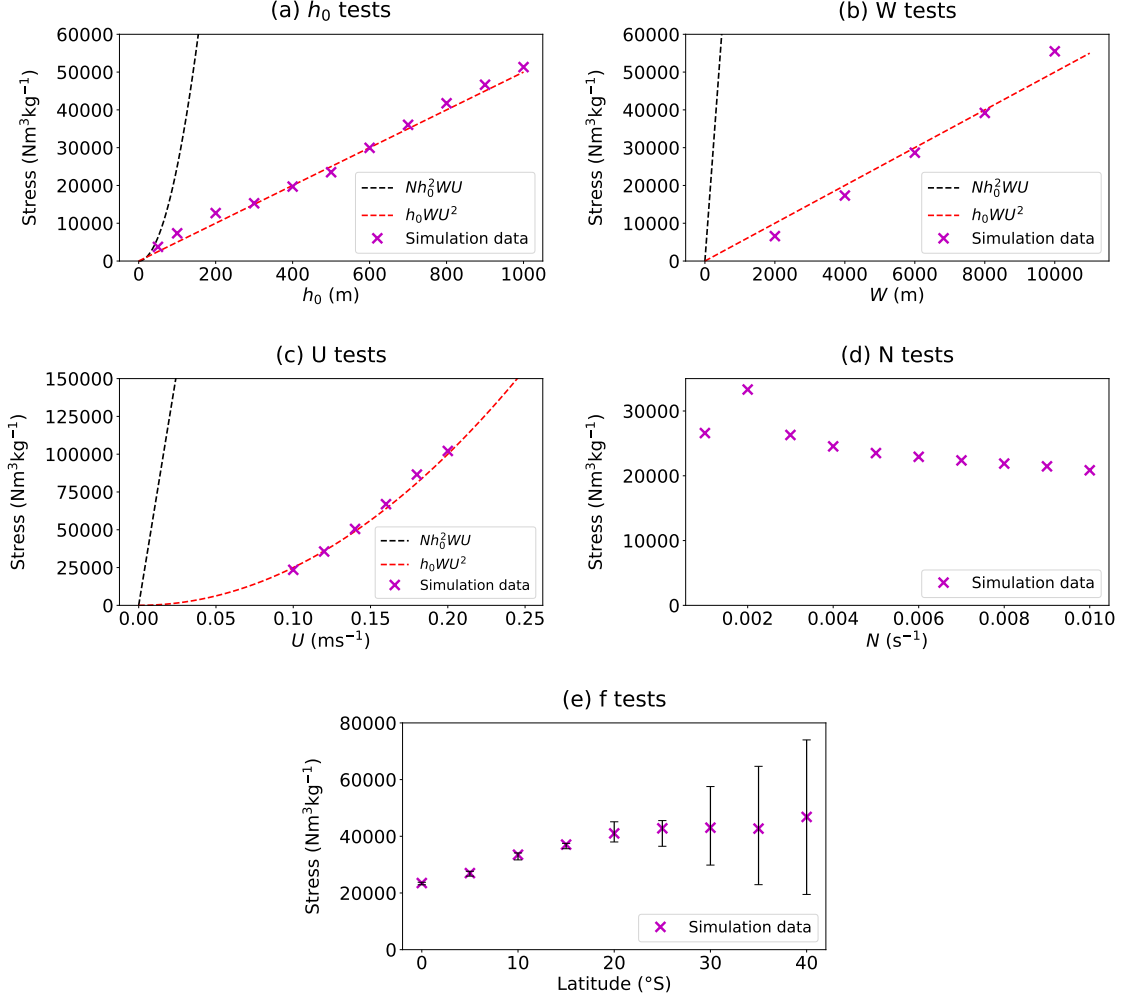 (a) h₀ tests
60000
50000
40000
30000
20000
10000
0
Stress (Nm³kg⁻¹)
Nh₀²WU
h₀WU²
Simulation data
0 200 400 600 800 1000
h₀ (m)
(b) W tests
60000
50000
40000
30000
20000
10000
0
Stress (Nm³kg⁻¹)
Nh₀²WU
h₀WU²
Simulation data
0 2000 4000 6000 8000 10000
W (m)
(c) U tests
150000
125000
100000
75000
50000
25000
0
Stress (Nm³kg⁻¹)
Nh₀²WU
h₀WU²
Simulation data
0.00 0.05 0.10 0.15 0.20 0.25
U (ms⁻¹)
(d) N tests
30000
20000
10000
0
Stress (Nm³kg⁻¹)
Simulation data
0.002 0.004 0.006 0.008 0.010
N (s⁻¹)
(e) f tests
80000
60000
40000
20000
0
Stress (Nm³kg⁻¹)
Simulation data
0 10 20 30 40
Latitude (°S)